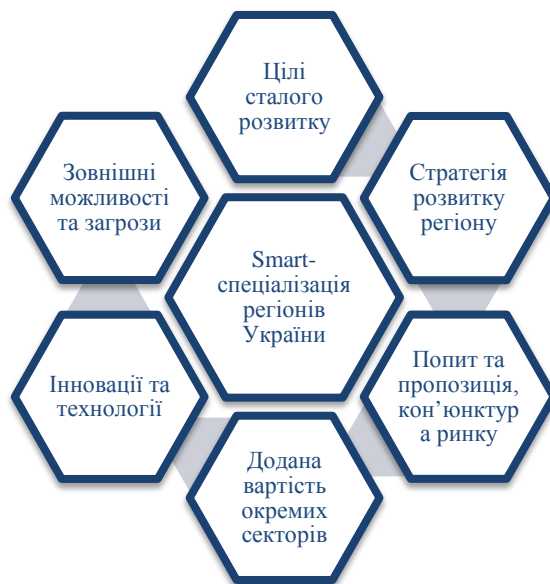 Цілі
сталого
розвитку
Стратегія
розвитку
регіону
Попит та
пропозиція,
кон’юнктур
а ринку
Додана
вартість
окремих
секторів
Інновації та
технології
Зовнішні
можливості
та загрози
Smart-
спеціалізація
регіонів
України